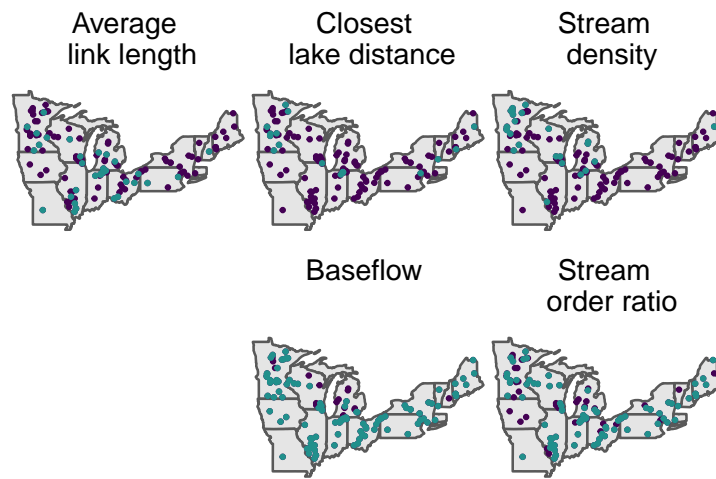 Average
link length
Closest
lake distance
Stream
density
Baseflow
Stream
order ratio